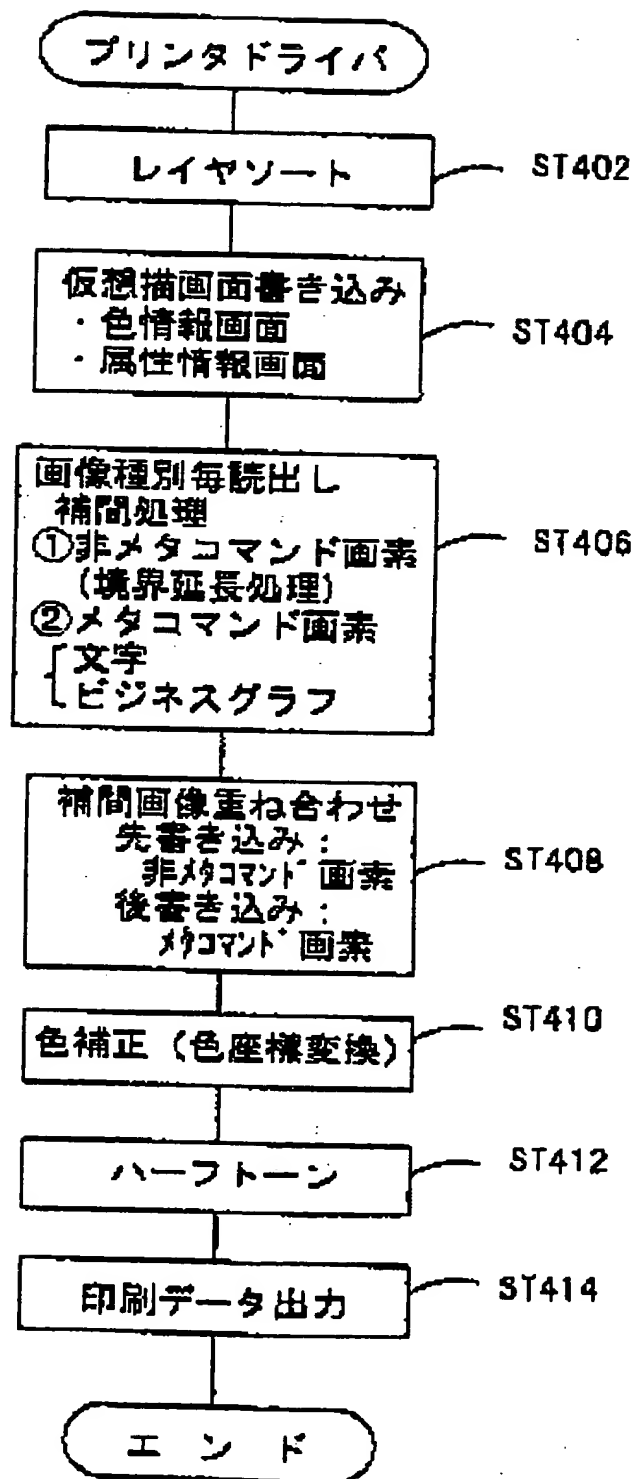 プリンタドライバ
レイヤソート
ST402
仮想描画面書き込み
・色情報画面
・属性情報画面
ST404
画像種別毎読出し
補間処理
①非メタコマンド画素
(境界延長処理)
②メタコマンド画素
文字
ビジネスグラフ
ST406
補間画像重ね合わせ
先書き込み:
非メタコマンド画素
後書き込み:
メタコマンド画素
ST408
色補正(色座標変換)
ST410
ハーフトーン
ST412
印刷データ出力
ST414
エンド